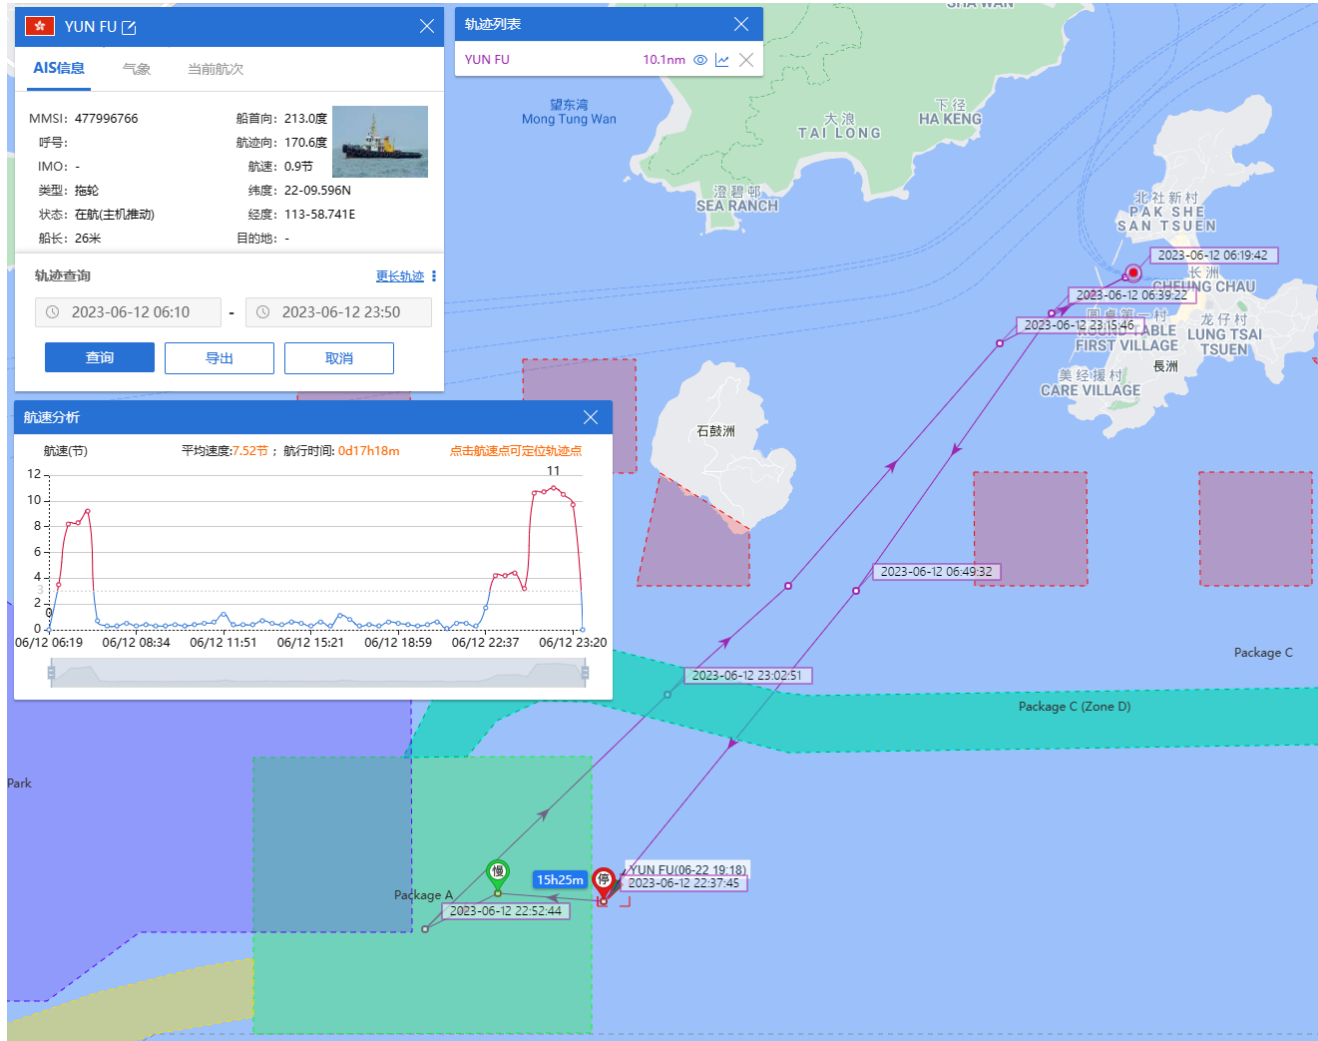 YUN FU
AIS信息
气象
当前航次
MMSI: 477996766
船首向: 213.0度
呼号:
航迹向: 170.6度
IMO: -
航速: 0.9节
类型: 拖轮
纬度: 22-09.596N
状态: 在航(主机推动)
经度: 113-58.741E
船长: 26米
目的地: -
轨迹查询
更长轨迹
2023-06-12 06:10
-
2023-06-12 23:50
查询
导出
取消
轨迹列表
YUN FU
10.1nm
航速分析
航速(节)
平均速度:7.52节 ; 航行时间: 0d17h18m
点击航速点可定位轨迹点
11
12
10
8
6
4
3
2
0
0
06/12 06:19
06/12 08:34
06/12 11:51
06/12 15:21
06/12 18:59
06/12 22:37
06/12 23:20
SHA WAN
望东湾
Mong Tung Wan
大浪
TAI LONG
下径
HA KENG
澄碧邨
SEA RANCH
北社新村
PAK SHE
SAN TSUEN
2023-06-12 06:19:42
长洲
CHEUNG CHAU
2023-06-12 06:39:22
2023-06-12 23:15:46
ROUND TABLE
FIRST VILLAGE
龙仔村
LUNG TSAI
TSUEN
長洲
美经援村
CARE VILLAGE
石鼓洲
2023-06-12 06:49:32
Package C
2023-06-12 23:02:51
Package C (Zone D)
Park
慢
15h25m
停
YUN FU(06-22 19:18)
2023-06-12 22:37:45
Package A
2023-06-12 22:52:44